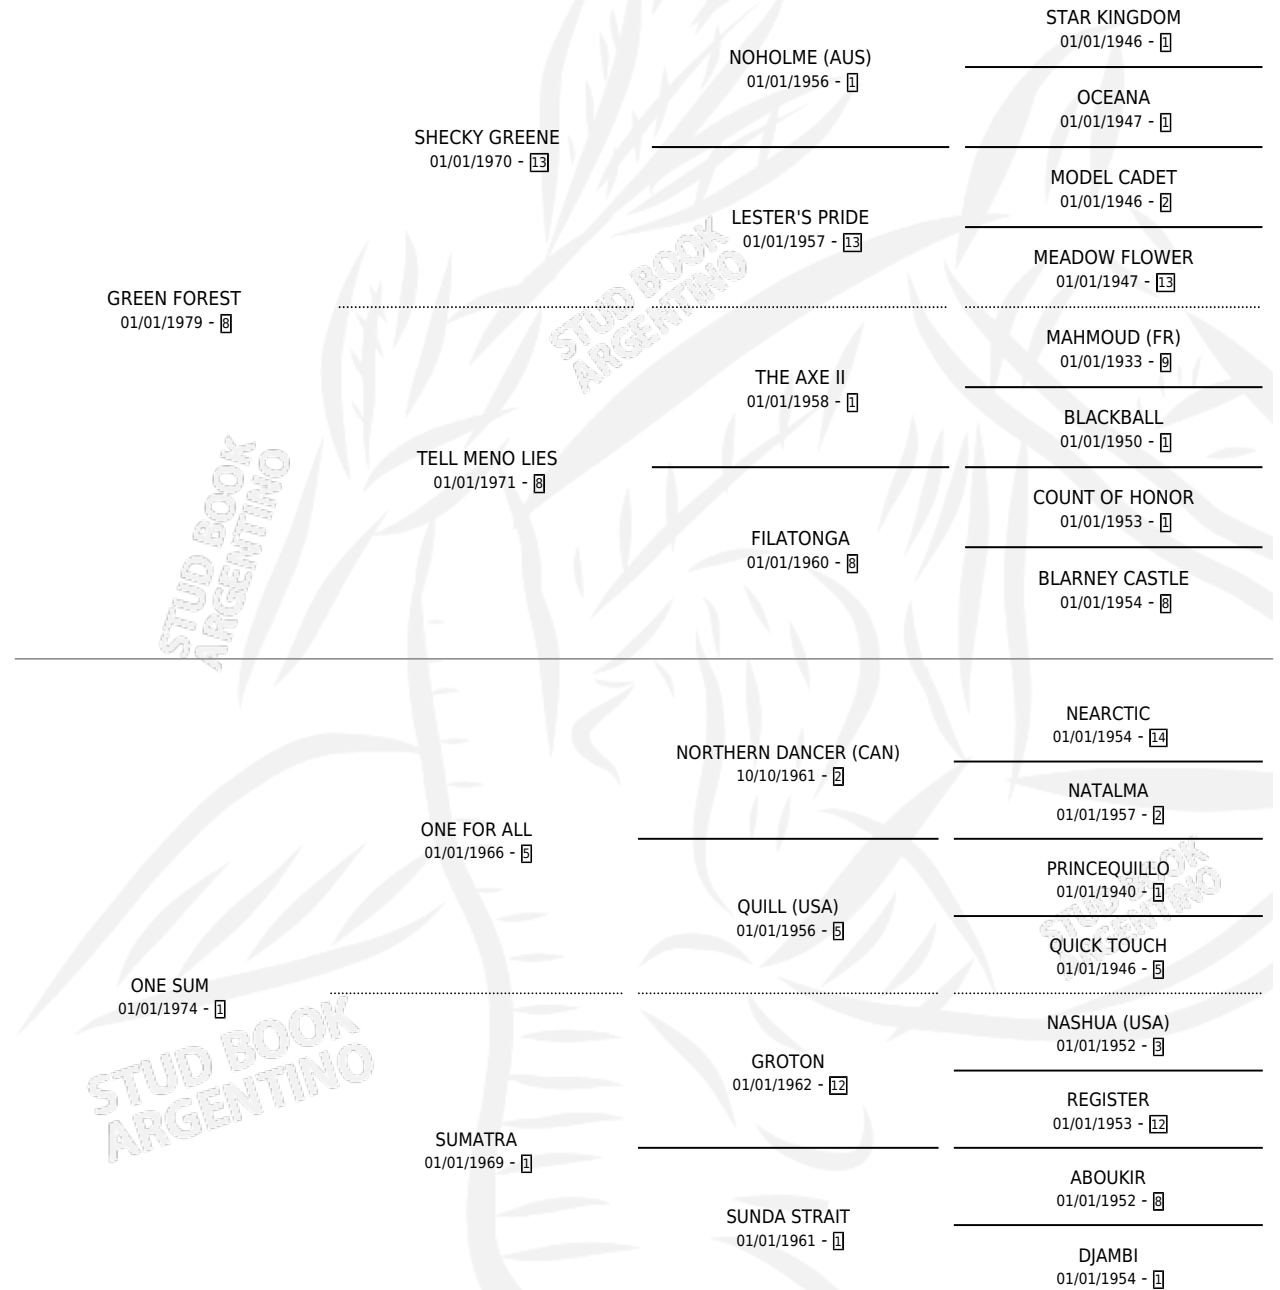 STAR KINGDOM
01/01/1946 - 1
NOHOLME (AUS)
01/01/1956 - 1
OCEANA
01/01/1947 - 1
SHECKY GREENE
01/01/1970 - 13
MODEL CADET
01/01/1946 - 2
LESTER'S PRIDE
01/01/1957 - 13
MEADOW FLOWER
01/01/1947 - 13
GREEN FOREST
01/01/1979 - 8
STUD BOOK
ARGENTINO
MAHMOUD (FR)
01/01/1933 - 9
THE AXE II
01/01/1958 - 1
BLACKBALL
01/01/1950 - 1
TELL MENO LIES
01/01/1971 - 8
COUNT OF HONOR
01/01/1953 - 1
FILATONGA
01/01/1960 - 8
BLARNEY CASTLE
01/01/1954 - 8
STUD BOOK
ARGENTINO
NEARCTIC
01/01/1954 - 14
NORTHERN DANCER (CAN)
10/10/1961 - 2
NATALMA
01/01/1957 - 2
ONE FOR ALL
01/01/1966 - 5
PRINCEQUILLO
01/01/1940 - 1
QUILL (USA)
01/01/1956 - 5
QUICK TOUCH
01/01/1946 - 5
STUD BOOK
ARGENTINO
ONE SUM
01/01/1974 - 1
NASHUA (USA)
01/01/1952 - 3
GROTON
01/01/1962 - 12
REGISTER
01/01/1953 - 12
STUD BOOK
ARGENTINO
SUMATRA
01/01/1969 - 1
ABOUKIR
01/01/1952 - 8
SUNDA STRAIT
01/01/1961 - 1
DJAMBI
01/01/1954 - 1